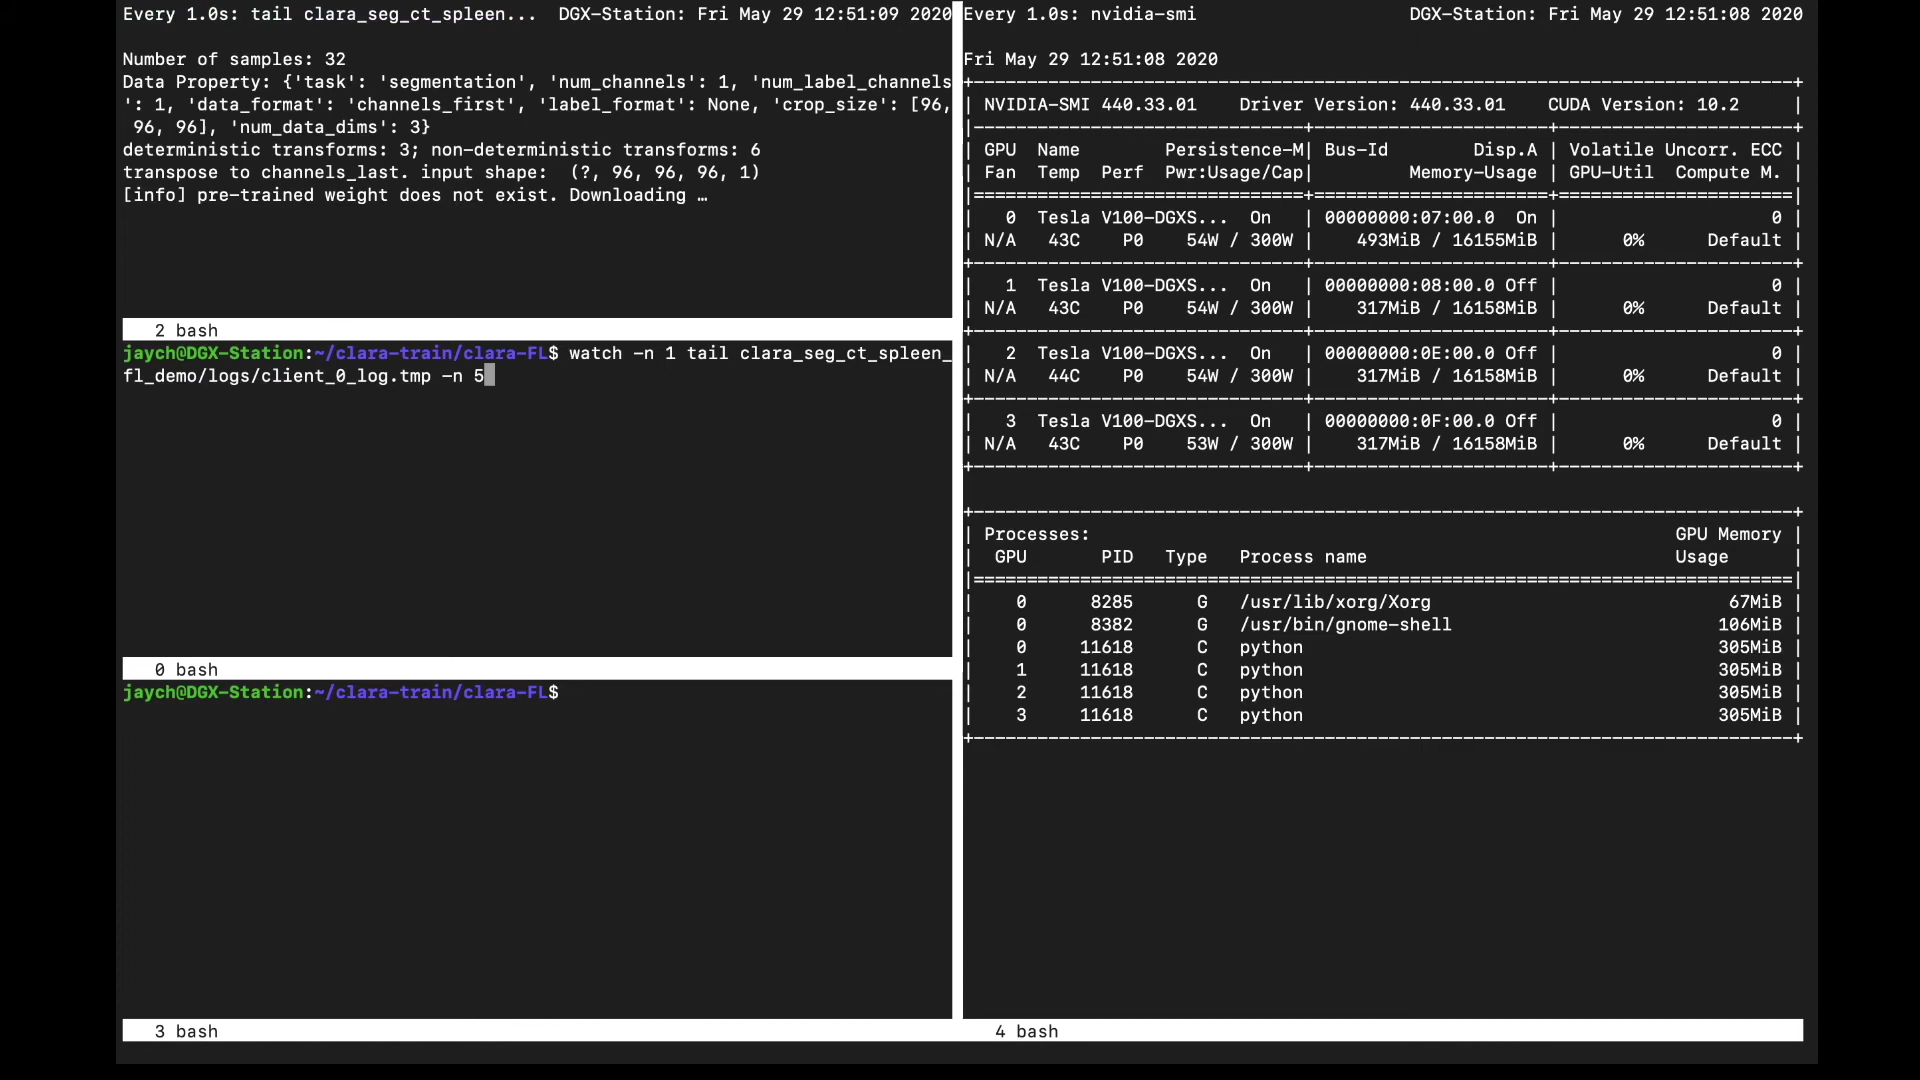 Every 1.0s: tail clara_seg_ct_spleen...  DGX-Station: Fri May 29 12:51:09 2020
Number of samples: 32
Data Property: {'task': 'segmentation', 'num_channels': 1, 'num_label_channels
': 1, 'data_format': 'channels_first', 'label_format': None, 'crop_size': [96,
 96, 96], 'num_data_dims': 3}
deterministic transforms: 3; non-deterministic transforms: 6
transpose to channels_last. input shape:  (?, 96, 96, 96, 1)
[info] pre-trained weight does not exist. Downloading …
2 bash
jaych@DGX-Station:~/clara-train/clara-FL$ watch -n 1 tail clara_seg_ct_spleen_
fl_demo/logs/client_0_log.tmp -n 5
0 bash
jaych@DGX-Station:~/clara-train/clara-FL$
3 bash
Every 1.0s: nvidia-smi                    DGX-Station: Fri May 29 12:51:08 2020
Fri May 29 12:51:08 2020
+-----------------------------------------------------------------------------+
| NVIDIA-SMI 440.33.01    Driver Version: 440.33.01    CUDA Version: 10.2     |
|-------------------------------+----------------------+----------------------+
| GPU  Name        Persistence-M| Bus-Id        Disp.A | Volatile Uncorr. ECC |
| Fan  Temp  Perf  Pwr:Usage/Cap|         Memory-Usage | GPU-Util  Compute M. |
|===============================+======================+======================|
|   0  Tesla V100-DGXS...  On   | 00000000:07:00.0  On |                    0 |
| N/A   43C    P0    54W / 300W |    493MiB / 16155MiB |      0%      Default |
+-------------------------------+----------------------+----------------------+
|   1  Tesla V100-DGXS...  On   | 00000000:08:00.0 Off |                    0 |
| N/A   43C    P0    54W / 300W |    317MiB / 16158MiB |      0%      Default |
+-------------------------------+----------------------+----------------------+
|   2  Tesla V100-DGXS...  On   | 00000000:0E:00.0 Off |                    0 |
| N/A   44C    P0    54W / 300W |    317MiB / 16158MiB |      0%      Default |
+-------------------------------+----------------------+----------------------+
|   3  Tesla V100-DGXS...  On   | 00000000:0F:00.0 Off |                    0 |
| N/A   43C    P0    53W / 300W |    317MiB / 16158MiB |      0%      Default |
+-------------------------------+----------------------+----------------------+
+-----------------------------------------------------------------------------+
| Processes:                                                       GPU Memory |
|  GPU       PID   Type   Process name                             Usage      |
|=============================================================================|
|    0      8285      G   /usr/lib/xorg/Xorg                            67MiB |
|    0      8382      G   /usr/bin/gnome-shell                         106MiB |
|    0     11618      C   python                                       305MiB |
|    1     11618      C   python                                       305MiB |
|    2     11618      C   python                                       305MiB |
|    3     11618      C   python                                       305MiB |
+-----------------------------------------------------------------------------+
4 bash